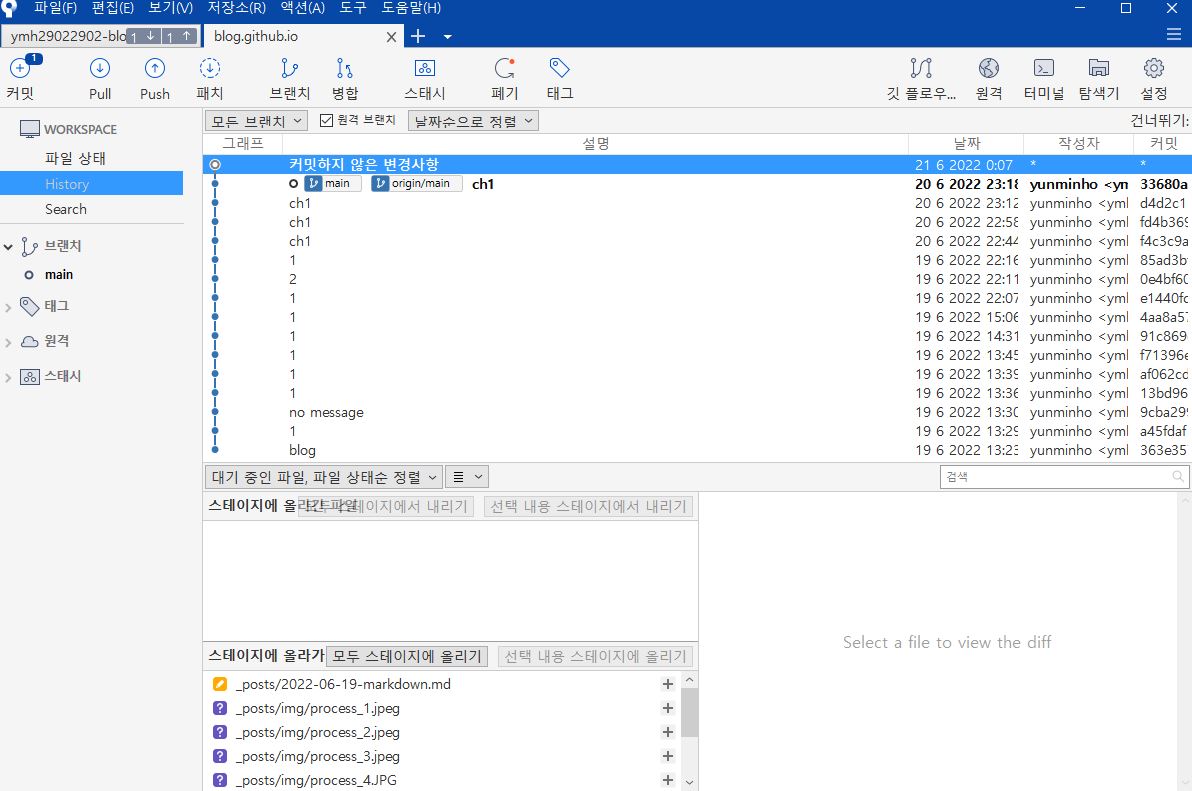 파일(F) 편집(E) 보기(V) 저장소(R) 액션(A) 도구 도움말(H)
ymh29022902-blo 1 1 blog.github.io
1
커밋 Pull Push 패치 브랜치 병합 스태시 폐기 태그 깃 플로우... 원격 터미널 탐색기 설정
WORKSPACE
파일 상태
History
Search
브랜치
main
태그
원격
스태시
모든 브랜치 원격 브랜치 날짜순으로 정렬 건너뛰기:
그래프 설명 날짜 작성자 커밋
커밋하지 않은 변경사항 21 6 2022 0:07 * *
main origin/main ch1 20 6 2022 23:18 yunminho <yn 33680a
ch1 20 6 2022 23:12 yunminho <yml d4d2c1
ch1 20 6 2022 22:58 yunminho <yml fd4b369
ch1 20 6 2022 22:44 yunminho <yml f4c3c9a
1 19 6 2022 22:16 yunminho <yml 85ad3b
2 19 6 2022 22:11 yunminho <yml 0e4bf60
1 19 6 2022 22:07 yunminho <yml e1440fc
1 19 6 2022 15:06 yunminho <yml 4aa8a57
1 19 6 2022 14:31 yunminho <yml 91c869
1 19 6 2022 13:45 yunminho <yml f71396e
1 19 6 2022 13:39 yunminho <yml af062cd
1 19 6 2022 13:36 yunminho <yml 13bd96
no message 19 6 2022 13:30 yunminho <yml 9cba299
1 19 6 2022 13:29 yunminho <yml a45fdaf
blog 19 6 2022 13:23 yunminho <yml 363e35
대기 중인 파일, 파일 상태순 정렬 검색
스테이지에 올라간 파일 모두 스테이지에서 내리기 선택 내용 스테이지에서 내리기
스테이지에 올라가 모두 스테이지에 올리기 선택 내용 스테이지에 올리기
_posts/2022-06-19-markdown.md
_posts/img/process_1.jpeg
_posts/img/process_2.jpeg
_posts/img/process_3.jpeg
_posts/img/process_4.JPG
Select a file to view the diff